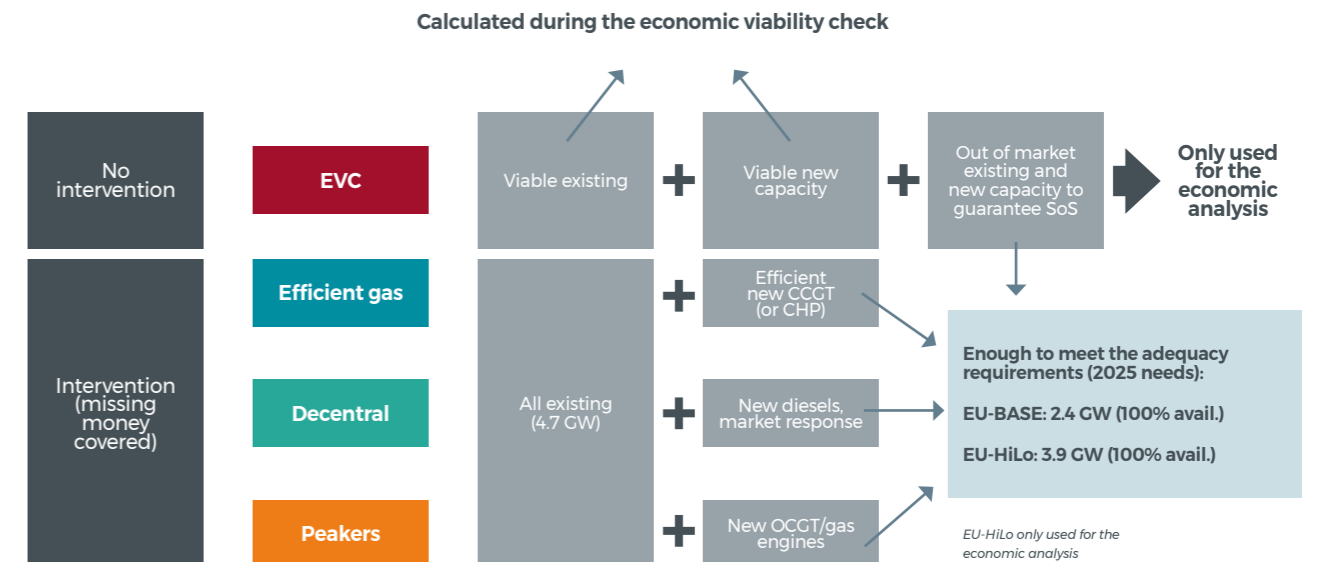 Calculated during the economic viability check
No
intervention
EVC
Viable existing
Viable new
capacity
Out of market
existing and
new capacity to
guarantee SoS
Only used
for the
economic
analysis
Intervention
(missing
money
covered)
Efficient gas
Decentral
Peakers
All existing
(4.7 GW)
Efficient
new CCGT
(or CHP)
New diesels,
market response
New OCGT/gas
engines
Enough to meet the adequacy
requirements (2025 needs):
EU-BASE: 2.4 GW (100% avail.)
EU-HiLo: 3.9 GW (100% avail.)
EU-HiLo only used for the
economic analysis